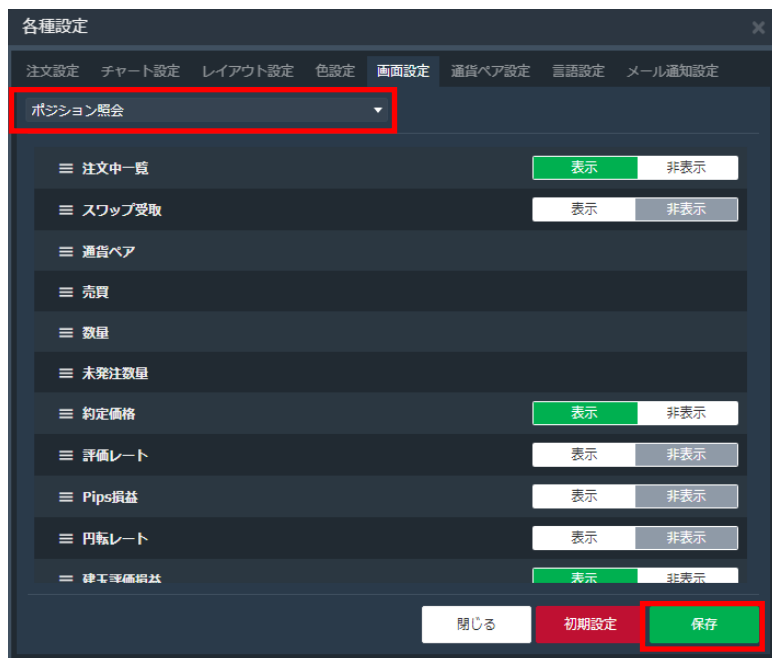 各種設定
注文設定 チャート設定 レイアウト設定 色設定 画面設定 通貨ペア設定 言語設定 メール通知設定
ポジション照会
注文中一覧 表示 非表示
スワップ受取 表示 非表示
通貨ペア
売買
数量
未発注数量
約定価格 表示 非表示
評価レート 表示 非表示
Pips損益 表示 非表示
円転レート 表示 非表示
建玉評価損益 表示 非表示
閉じる 初期設定 保存